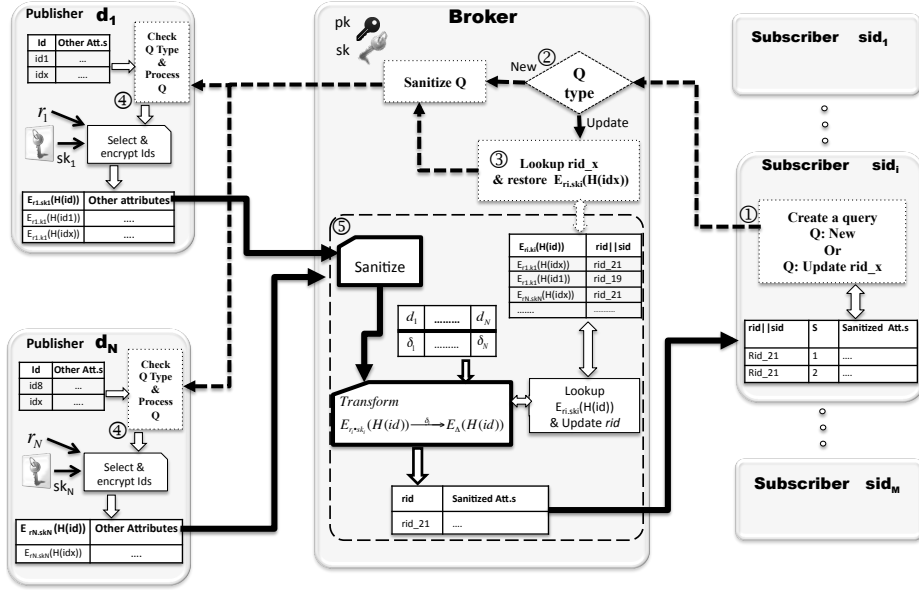 Publisher d1
Id Other Att.s
id1 ...
idx ....
Check
Q Type
&
Process
Q
④
r1
sk1
Select &
encrypt Ids
Er1.sk1(H(id)) Other attributes
Er1.k1(H(id1)) ....
Er1.k1(H(idx)) ....
Publisher dN
Id Other Att.s
id8 ...
idx ....
Check
Q Type
&
Process
Q
④
rN
skN
Select &
encrypt Ids
E rN.skN(H(id)) Other Attributes
ErN.skN(H(idx)) ....
Broker
pk
sk
Sanitize Q
New
②
Q
type
Update
③
Lookup rid_x
& restore Eri.ski(H(idx))
⑤
Sanitize
Eri.ki(H(id)) rid||sid
Er1.k1(H(idx)) rid_21
Er1.k1(H(id1)) rid_19
ErN.skN(H(idx)) rid_21
....... .........
d1 ......... dN
δ1 ......... δN
Transform
Eri•ski(H(id)) —δi→ EΔ(H(id))
Lookup
Eri.ski(H(id))
& Update rid
rid Sanitized Att.s
rid_21 ....
Subscriber sid1
Subscriber sidi
①
Create a query
Q: New
Or
Q: Update rid_x
rid||sid S Sanitized Att.s
Rid_21 1 ....
Rid_21 2 ....
Subscriber sidM